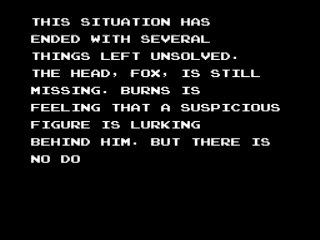 THIS SITUATION HAS
ENDED WITH SEVERAL
THINGS LEFT UNSOLVED.
THE HEAD, FOX, IS STILL
MISSING. BURNS IS
FEELING THAT A SUSPICIOUS
FIGURE IS LURKING
BEHIND HIM. BUT THERE IS
NO DO